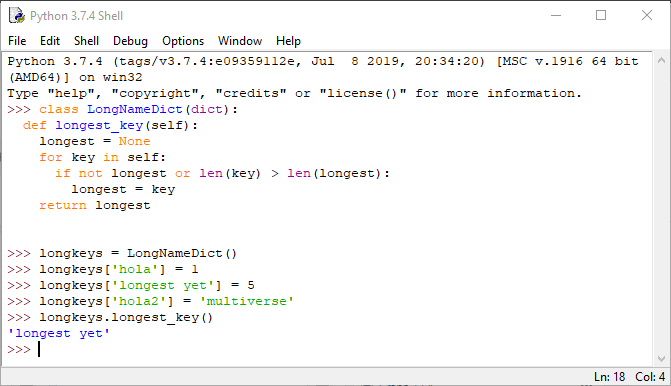 Python 3.7.4 Shell
File Edit Shell Debug Options Window Help
Python 3.7.4 (tags/v3.7.4:e09359112e, Jul  8 2019, 20:34:20) [MSC v.1916 64 bit
(AMD64)] on win32
Type "help", "copyright", "credits" or "license()" for more information.
>>> class LongNameDict(dict):
  def longest_key(self):
    longest = None
    for key in self:
      if not longest or len(key) > len(longest):
        longest = key
    return longest
>>> longkeys = LongNameDict()
>>> longkeys['hola'] = 1
>>> longkeys['longest yet'] = 5
>>> longkeys['hola2'] = 'multiverse'
>>> longkeys.longest_key()
'longest yet'
>>>
Ln: 18 Col: 4